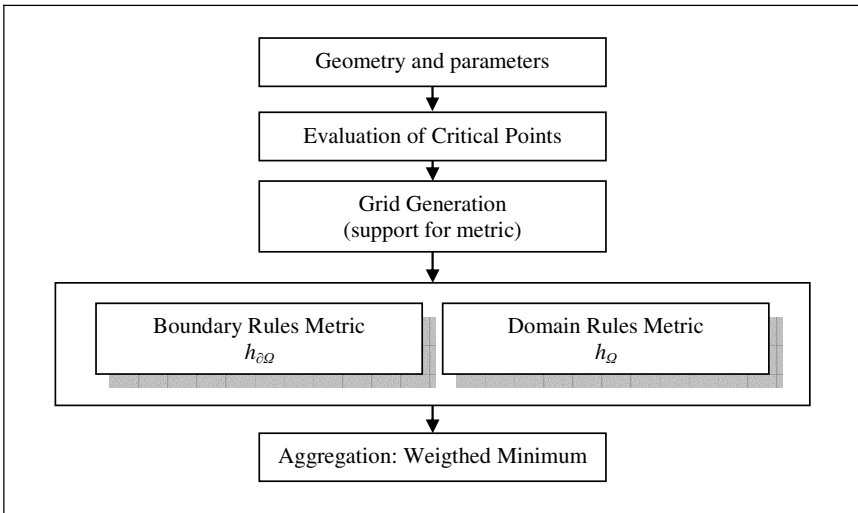 Geometry and parameters
Evaluation of Critical Points
Grid Generation
(support for metric)
Boundary Rules Metric
h∂Ω
Domain Rules Metric
hΩ
Aggregation: Weigthed Minimum